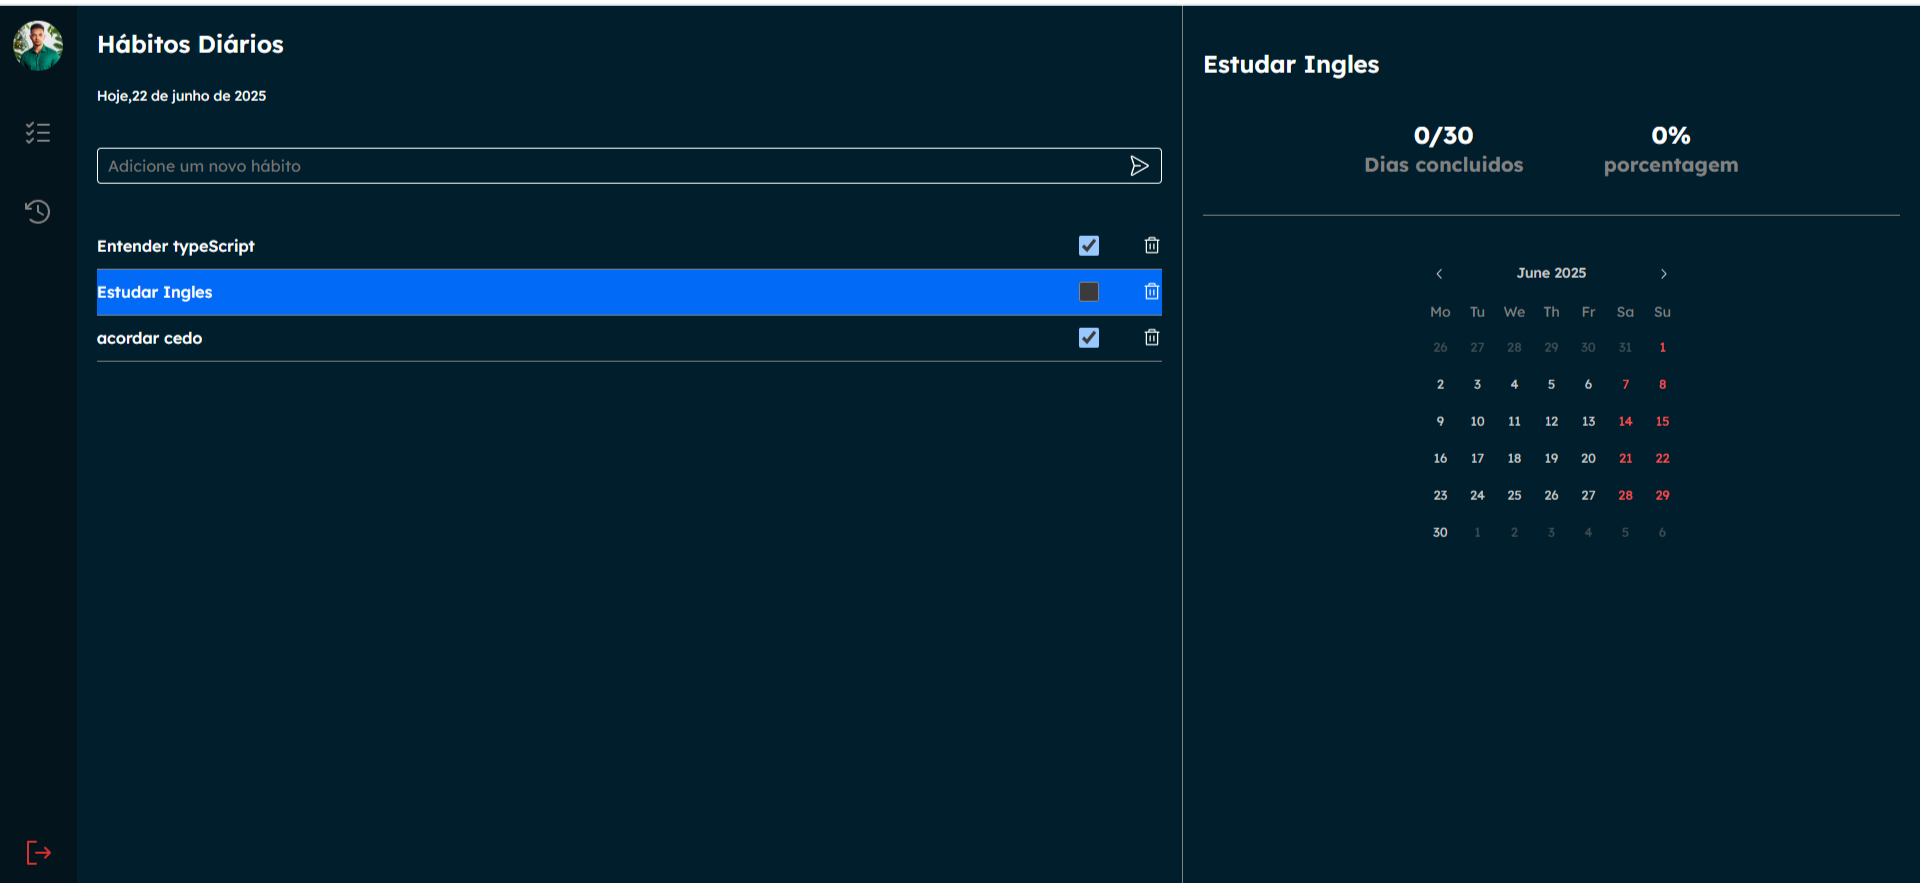 Hábitos Diários
Hoje,22 de junho de 2025
Adicione um novo hábito
Entender typeScript
Estudar Ingles
acordar cedo
Estudar Ingles
0/30 0%
Dias concluidos porcentagem
June 2025
Mo Tu We Th Fr Sa Su
26 27 28 29 30 31 1
2 3 4 5 6 7 8
9 10 11 12 13 14 15
16 17 18 19 20 21 22
23 24 25 26 27 28 29
30 1 2 3 4 5 6